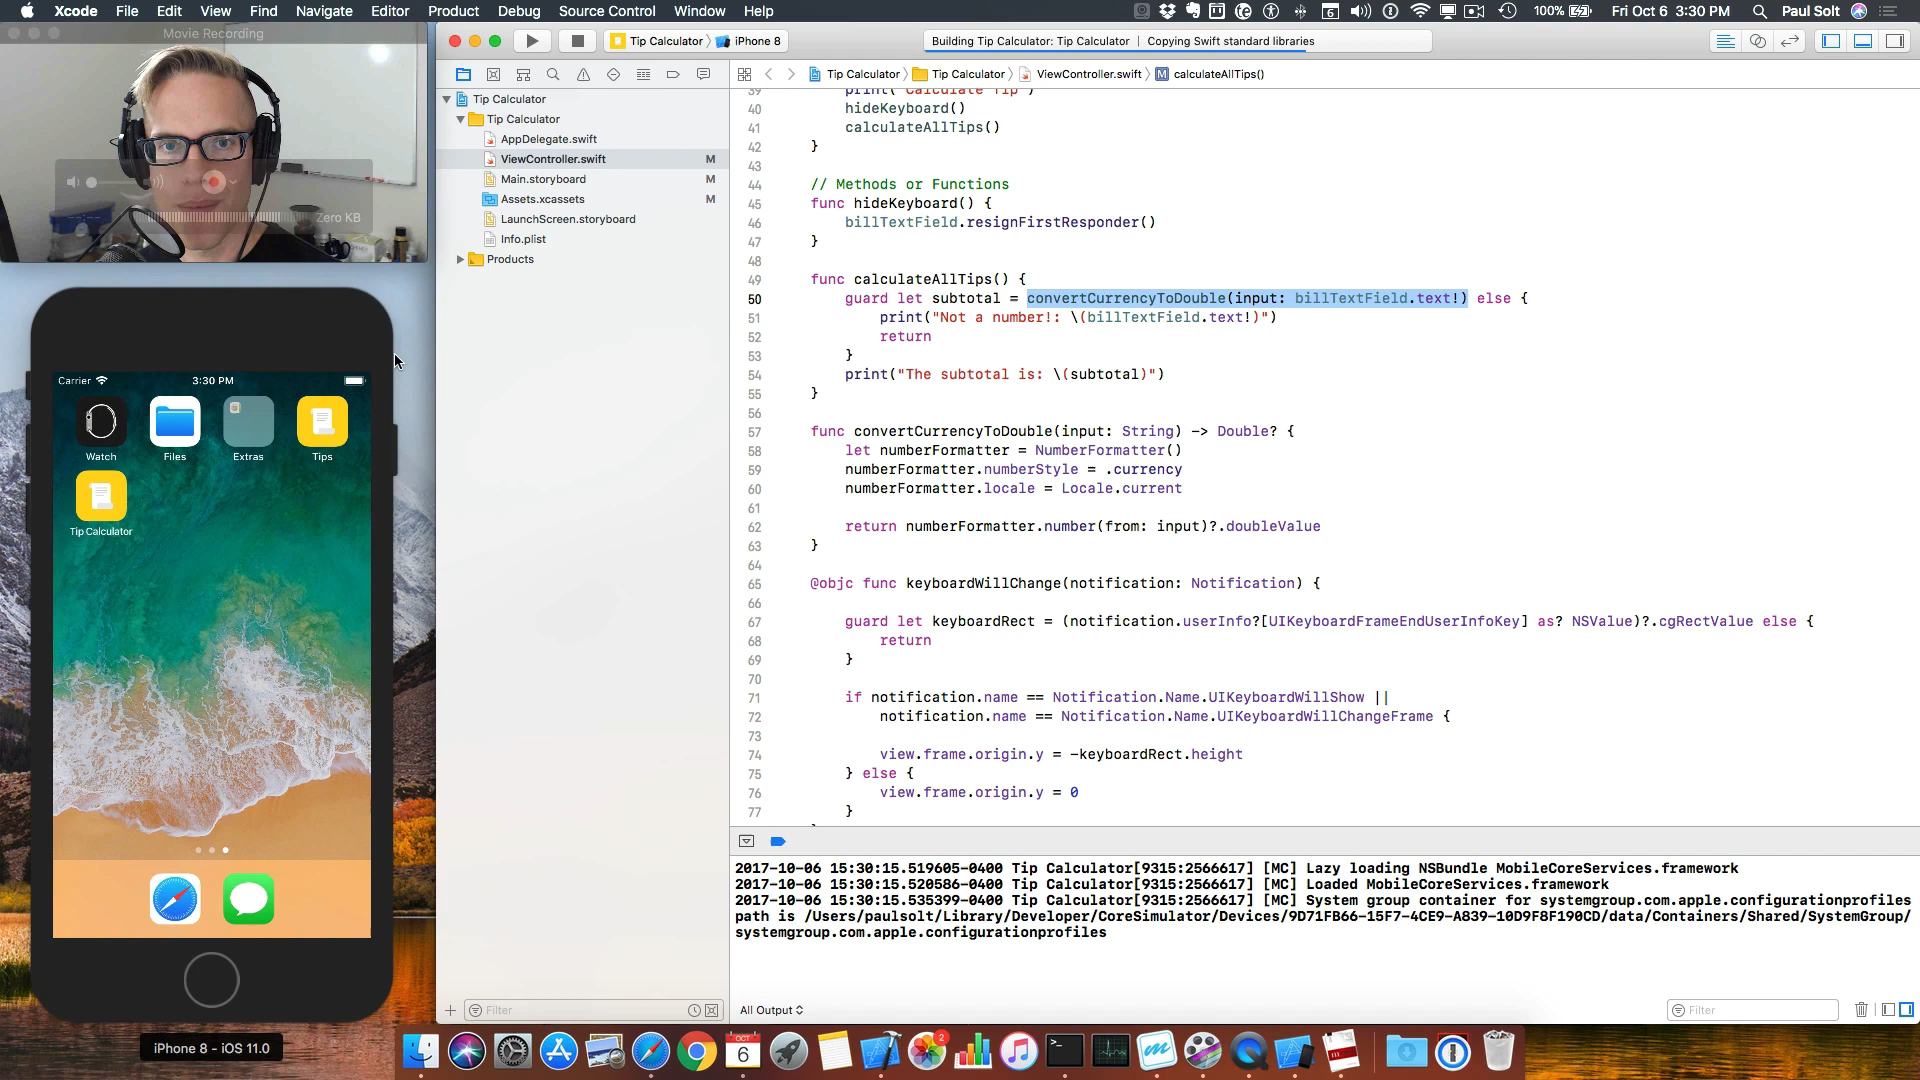 Xcode File Edit View Find Navigate Editor Product Debug Source Control Window Help
100% Fri Oct 6 3:30 PM Paul Solt
Movie Recording
Zero KB
Tip Calculator iPhone 8
Building Tip Calculator: Tip Calculator | Copying Swift standard libraries
Tip Calculator
Tip Calculator
AppDelegate.swift
ViewController.swift M
Main.storyboard M
Assets.xcassets M
LaunchScreen.storyboard
Info.plist
Products
Filter
Tip Calculator Tip Calculator ViewController.swift M calculateAllTips()
39 print("Calculate Tip")
40 hideKeyboard()
41 calculateAllTips()
42 }
43
44 // Methods or Functions
45 func hideKeyboard() {
46 billTextField.resignFirstResponder()
47 }
48
49 func calculateAllTips() {
50 guard let subtotal = convertCurrencyToDouble(input: billTextField.text!) else {
51 print("Not a number!: \(billTextField.text!)")
52 return
53 }
54 print("The subtotal is: \(subtotal)")
55 }
56
57 func convertCurrencyToDouble(input: String) -> Double? {
58 let numberFormatter = NumberFormatter()
59 numberFormatter.numberStyle = .currency
60 numberFormatter.locale = Locale.current
61
62 return numberFormatter.number(from: input)?.doubleValue
63 }
64
65 @objc func keyboardWillChange(notification: Notification) {
66
67 guard let keyboardRect = (notification.userInfo?[UIKeyboardFrameEndUserInfoKey] as? NSValue)?.cgRectValue else {
68 return
69 }
70
71 if notification.name == Notification.Name.UIKeyboardWillShow ||
72 notification.name == Notification.Name.UIKeyboardWillChangeFrame {
73
74 view.frame.origin.y = -keyboardRect.height
75 } else {
76 view.frame.origin.y = 0
77 }
2017-10-06 15:30:15.519605-0400 Tip Calculator[9315:2566617] [MC] Lazy loading NSBundle MobileCoreServices.framework
2017-10-06 15:30:15.520586-0400 Tip Calculator[9315:2566617] [MC] Loaded MobileCoreServices.framework
2017-10-06 15:30:15.535399-0400 Tip Calculator[9315:2566617] [MC] System group container for systemgroup.com.apple.configurationprofiles
path is /Users/paulsolt/Library/Developer/CoreSimulator/Devices/9D71FB66-15F7-4CE9-A839-10D9F8F190CD/data/Containers/Shared/SystemGroup/
systemgroup.com.apple.configurationprofiles
All Output
Filter
Carrier 3:30 PM
Watch Files Extras Tips
Tip Calculator
iPhone 8 - iOS 11.0
OCT
6
2